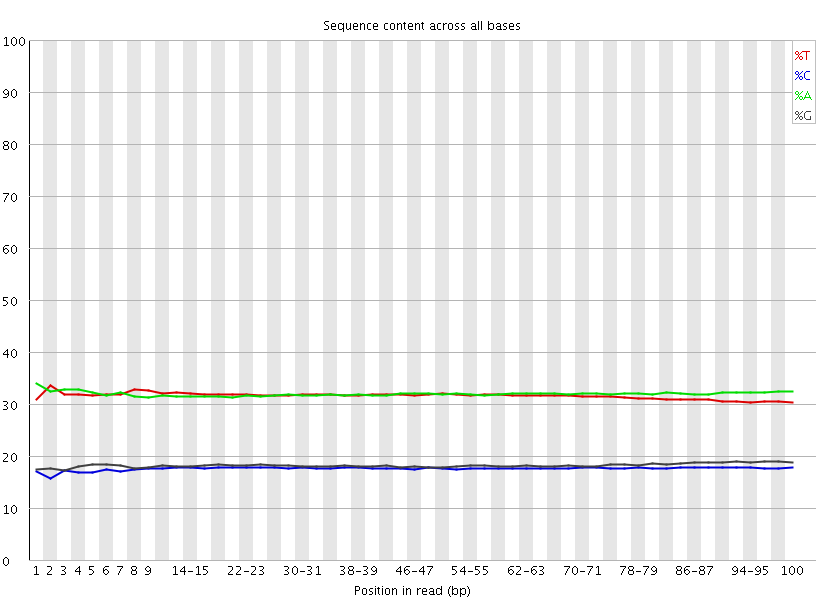 Sequence content across all bases
100
90
80
70
60
50
40
30
20
10
0
%T
%C
%A
%G
1 2 3 4 5 6 7 8 9 14-15 22-23 30-31 38-39 46-47 54-55 62-63 70-71 78-79 86-87 94-95 100
Position in read (bp)